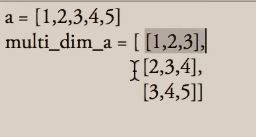 a = [1,2,3,4,5]
multi_dim_a = [ [1,2,3],
[2,3,4],
[3,4,5]]